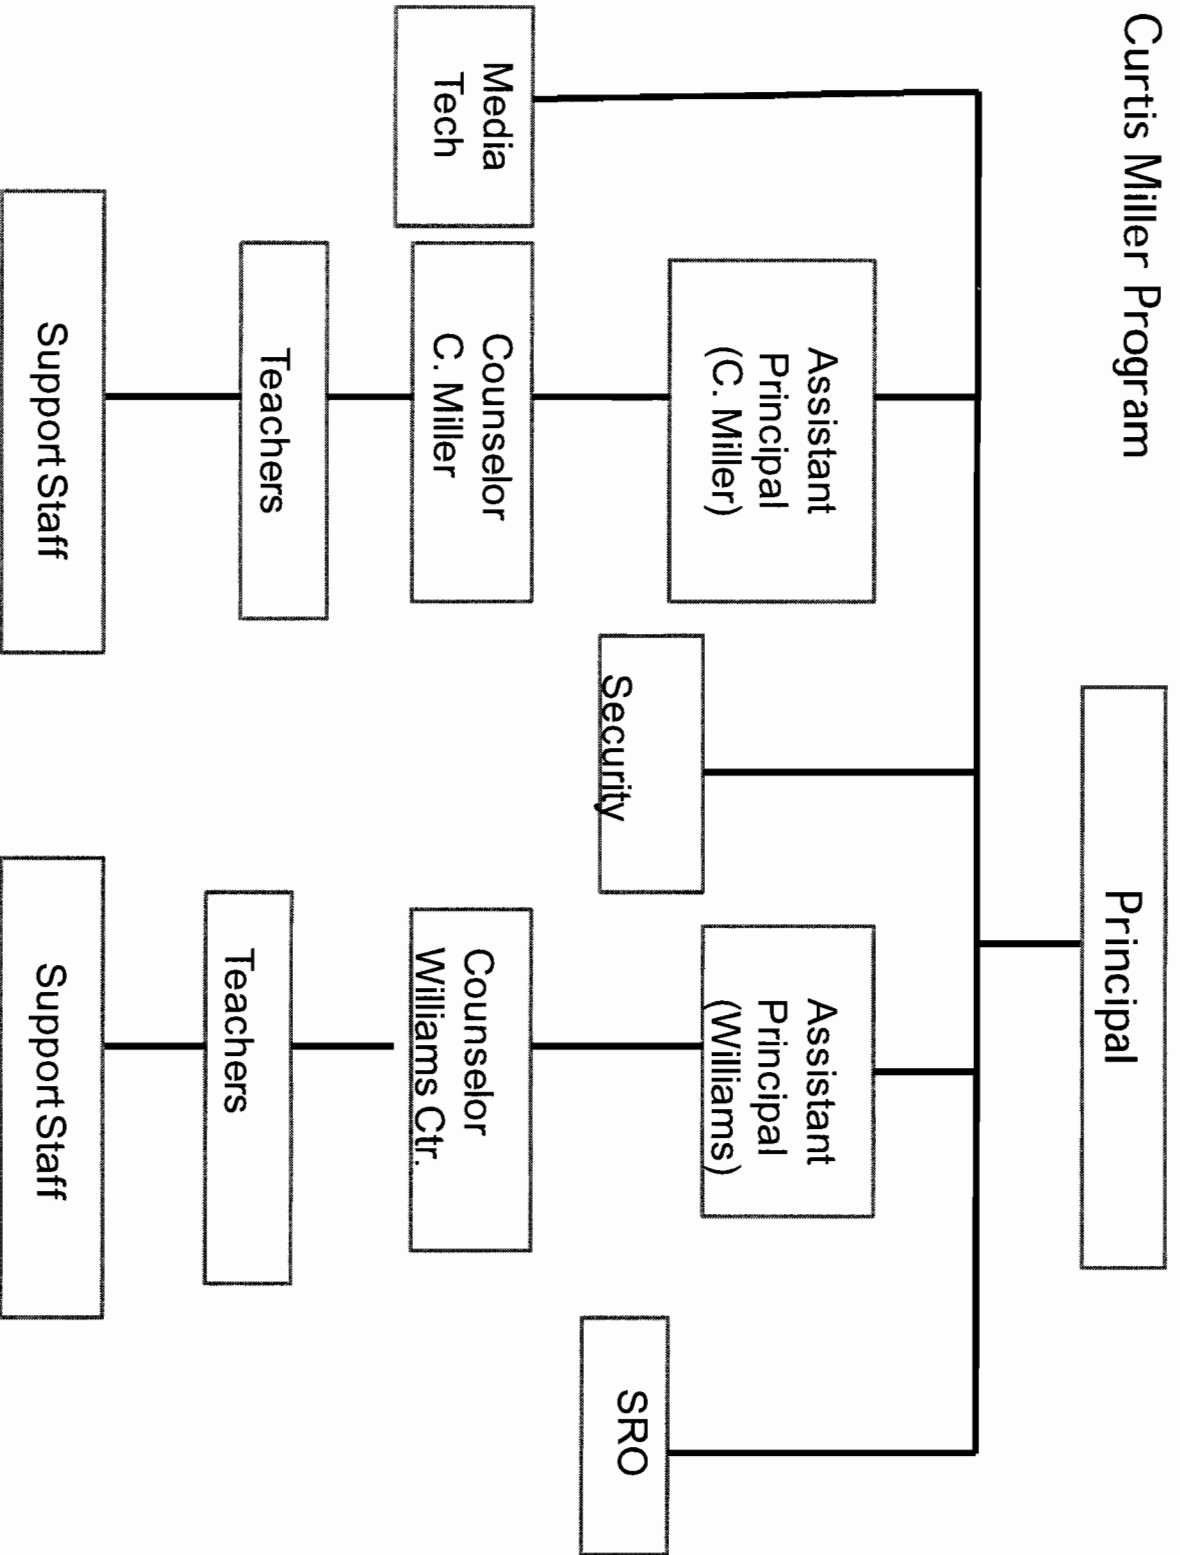 Curtis Miller Program
Principal
Assistant
Principal
(C. Miller)
Assistant
Principal
(Williams)
Security
SRO
Media
Tech
Counselor
C. Miller
Counselor
Williams Ctr.
Teachers
Teachers
Support Staff
Support Staff